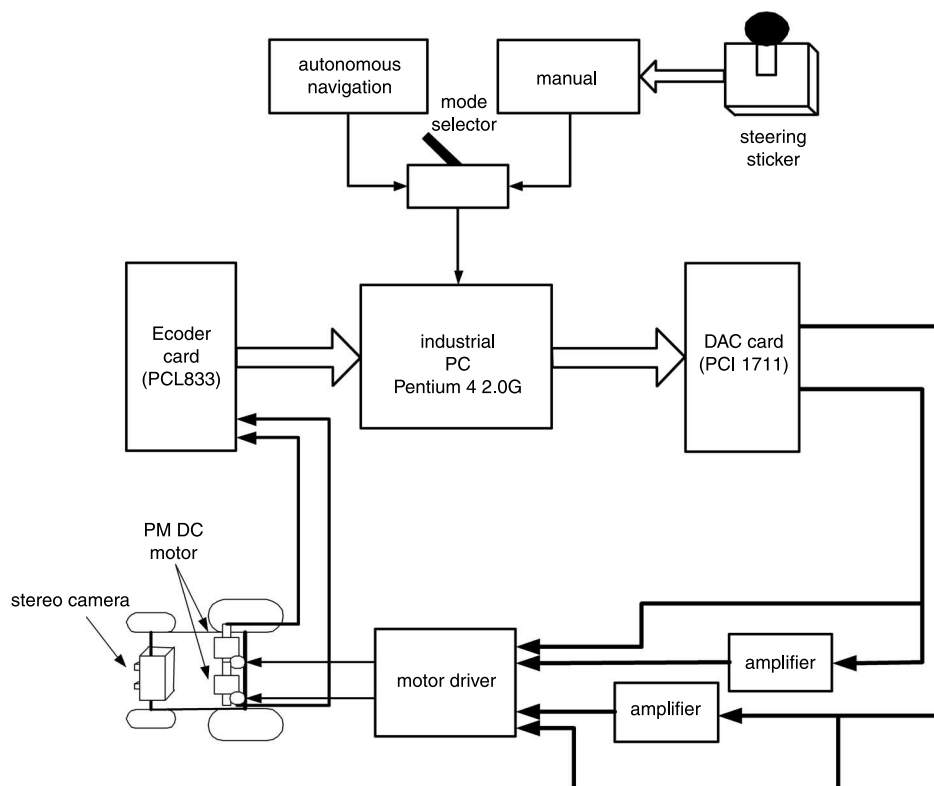 autonomous
navigation
manual
mode
selector
steering
sticker
Ecoder
card
(PCL833)
industrial
PC
Pentium 4 2.0G
DAC card
(PCI 1711)
PM DC
motor
stereo camera
motor driver
amplifier
amplifier